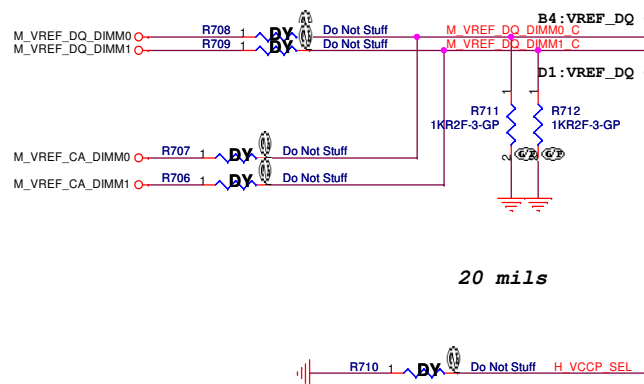 B4:VREF_DQ
M_VREF_DQ_DIMM0 R708 1 DY Do Not Stuff M_VREF_DQ_DIMM0_C
M_VREF_DQ_DIMM1 R709 1 DY Do Not Stuff M_VREF_DQ_DIMM1_C
D1:VREF_DQ
1 1
R711 R712
1KR2F-3-GP 1KR2F-3-GP
2
M_VREF_CA_DIMM0 R707 1 DY Do Not Stuff
M_VREF_CA_DIMM1 R706 1 DY Do Not Stuff
20 mils
R710 1 DY Do Not Stuff H_VCCP_SEL